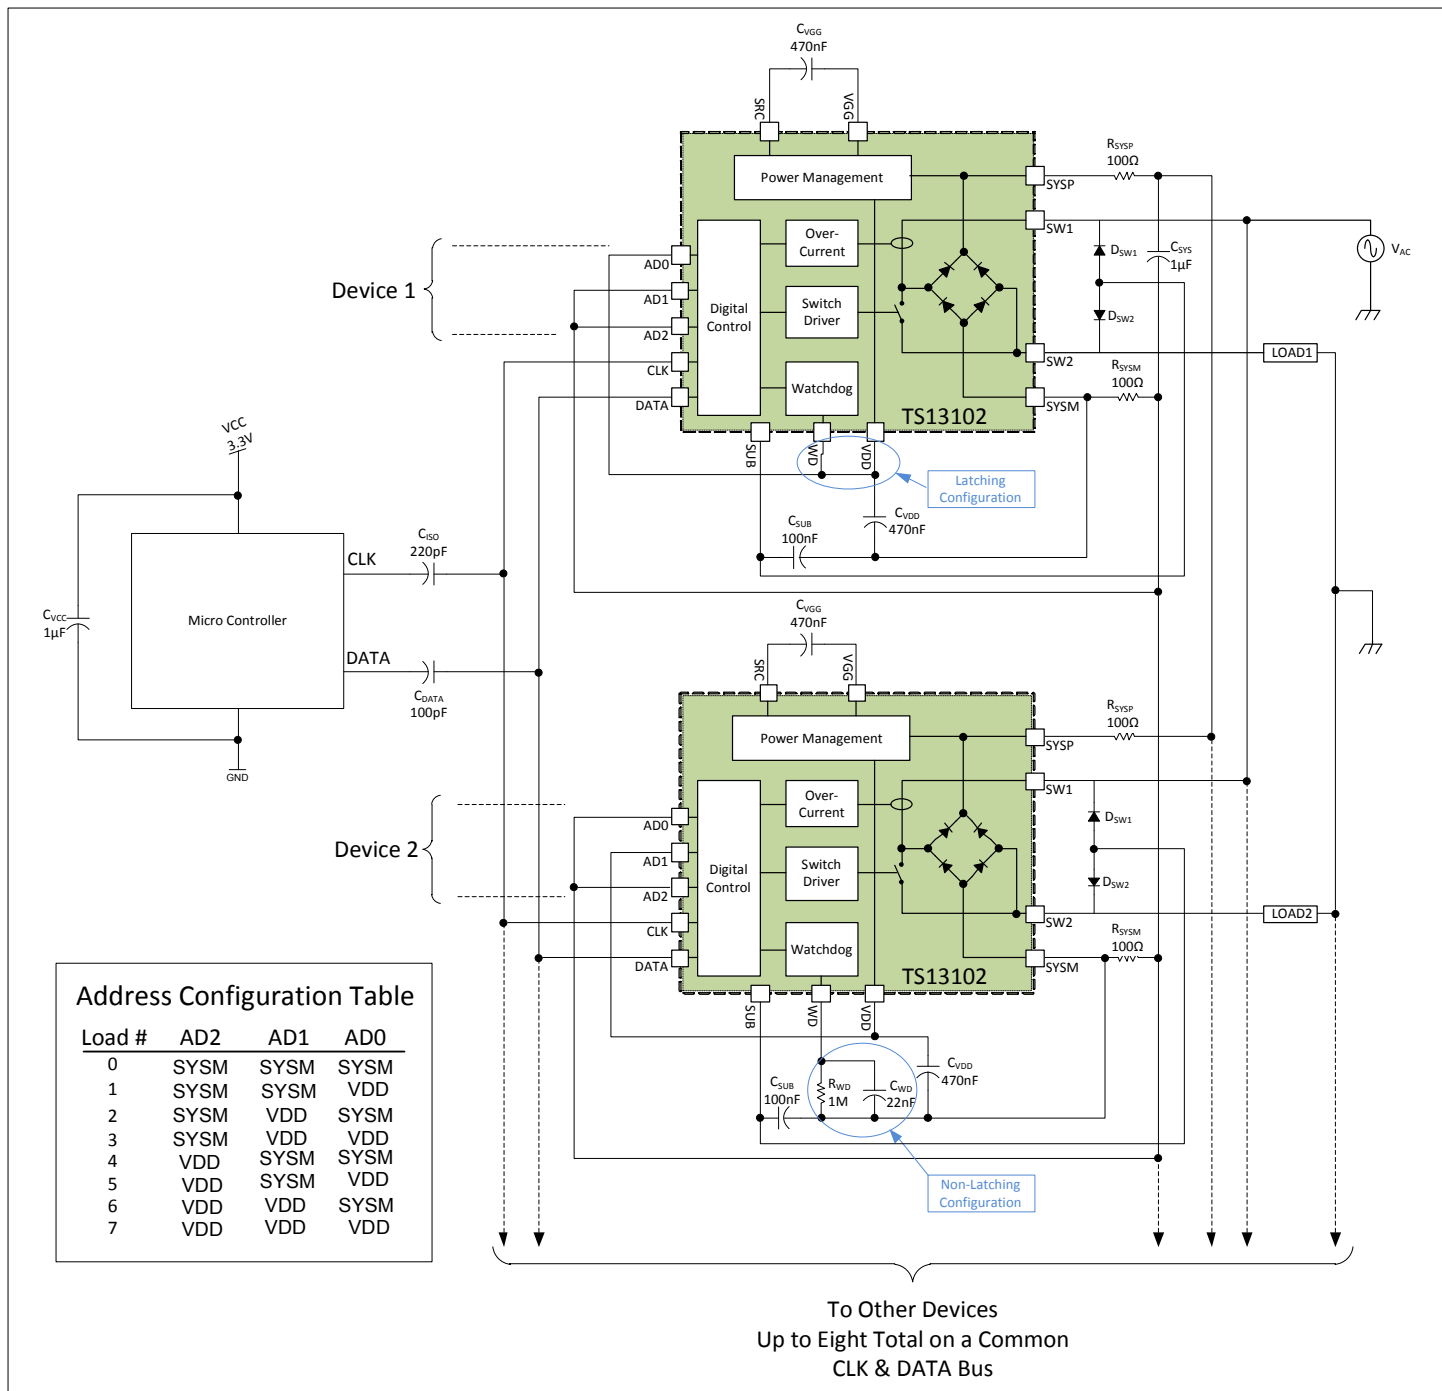 CVGG
470nF
SRC
VGG
Power Management
Over-
Current
Switch
Driver
Watchdog
Digital
Control
TS13102
AD0
AD1
AD2
CLK
DATA
SUB
WD
VDD
SYSP
SW1
SW2
SYSM
RSYSP
100Ω
DSW1
DSW2
CSYS
1µF
VAC
LOAD1
RSYSM
100Ω
Device 1
Latching
Configuration
CVDD
470nF
CSUB
100nF
VCC
3.3V
CISO
220pF
CLK
Micro Controller
CVCC
1µF
DATA
CDATA
100pF
GND
CVGG
470nF
SRC
VGG
Power Management
Over-
Current
Switch
Driver
Watchdog
Digital
Control
TS13102
AD0
AD1
AD2
CLK
DATA
SUB
WD
VDD
SYSP
SW1
SW2
SYSM
RSYSP
100Ω
DSW1
DSW2
LOAD2
RSYSM
100Ω
Device 2
CVDD
470nF
CSUB
100nF
RWD
1M
CWD
22nF
Non-Latching
Configuration
Address Configuration Table
Load # AD2 AD1 AD0
0 SYSM SYSM SYSM
1 SYSM SYSM VDD
2 SYSM VDD SYSM
3 SYSM VDD VDD
4 VDD SYSM SYSM
5 VDD SYSM VDD
6 VDD VDD SYSM
7 VDD VDD VDD
To Other Devices
Up to Eight Total on a Common
CLK & DATA Bus